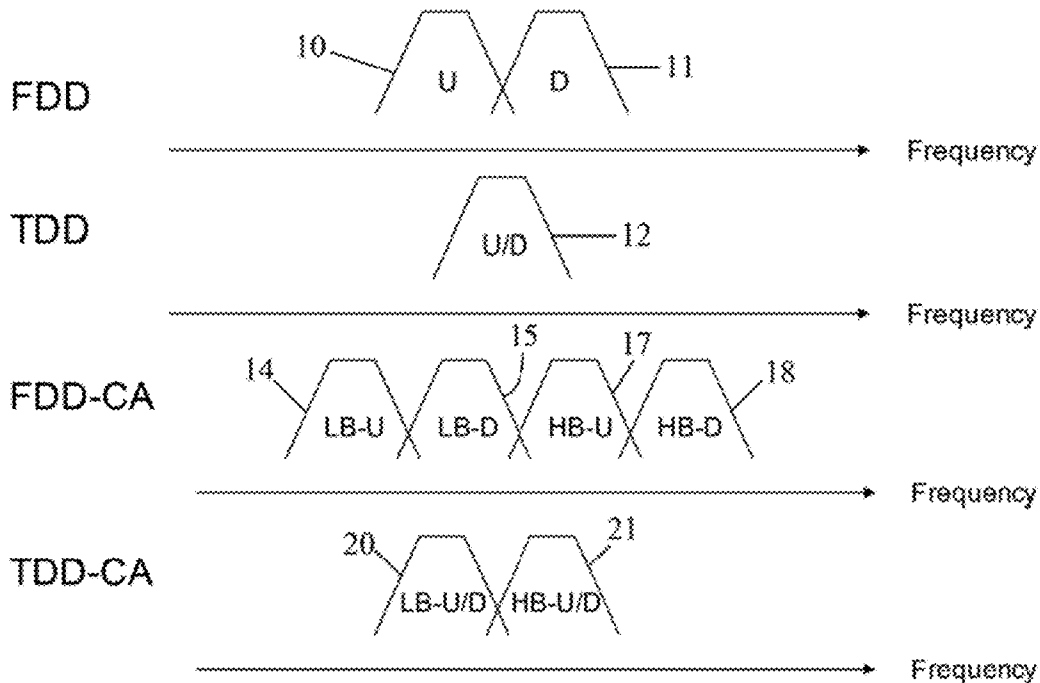 10
U
D
11
FDD
Frequency
TDD
U/D
12
Frequency
14
15
17
18
FDD-CA
LB-U
LB-D
HB-U
HB-D
Frequency
20
21
TDD-CA
LB-U/D
HB-U/D
Frequency